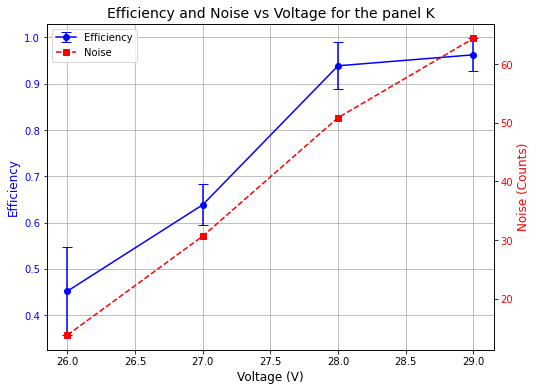 Efficiency and Noise vs Voltage for the panel K
Efficiency
Noise
1.0
0.9
0.8
0.7
0.6
0.5
0.4
Efficiency
60
50
40
30
20
Noise (Counts)
26.0 26.5 27.0 27.5 28.0 28.5 29.0
Voltage (V)